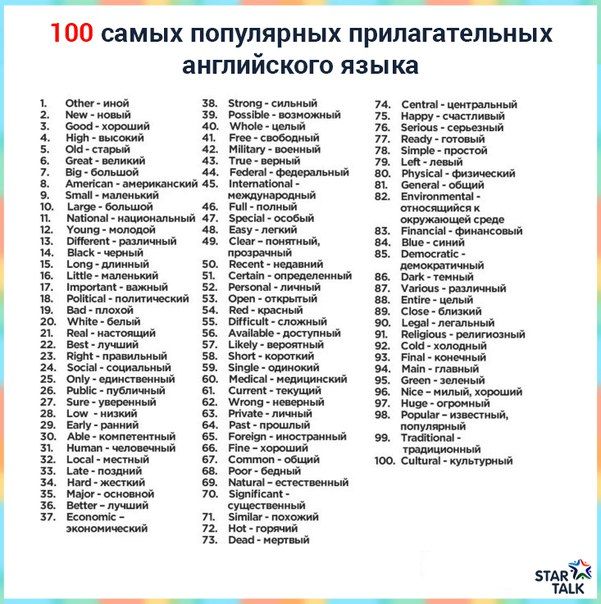 100 самых популярных прилагательных
английского языка
1. Other - иной
2. New - новый
3. Good - хороший
4. High - высокий
5. Old - старый
6. Great - великий
7. Big - большой
8. American - американский
9. Small - маленький
10. Large - большой
11. National - национальный
12. Young - молодой
13. Different - различный
14. Black - черный
15. Long - длинный
16. Little - маленький
17. Important - важный
18. Political - политический
19. Bad - плохой
20. White - белый
21. Real - настоящий
22. Best - лучший
23. Right - правильный
24. Social - социальный
25. Only - единственный
26. Public - публичный
27. Sure - уверенный
28. Low - низкий
29. Early - ранний
30. Able - компетентный
31. Human - человечный
32. Local - местный
33. Late - поздний
34. Hard - жесткий
35. Major - основной
36. Better – лучший
37. Economic –
экономический
38. Strong - сильный
39. Possible - возможный
40. Whole - целый
41. Free - свободный
42. Military - военный
43. True - верный
44. Federal - федеральный
45. International -
международный
46. Full - полный
47. Special - особый
48. Easy - легкий
49. Clear – понятный,
прозрачный
50. Recent - недавний
51. Certain - определенный
52. Personal - личный
53. Open - открытый
54. Red - красный
55. Difficult - сложный
56. Available - доступный
57. Likely - вероятный
58. Short - короткий
59. Single - одинокий
60. Medical - медицинский
61. Current - текущий
62. Wrong - неверный
63. Private - личный
64. Past - прошлый
65. Foreign - иностранный
66. Fine – хороший
67. Common - общий
68. Poor - бедный
69. Natural – естественный
70. Significant -
существенный
71. Similar - похожий
72. Hot - горячий
73. Dead - мертвый
74. Central - центральный
75. Happy - счастливый
76. Serious - серьезный
77. Ready - готовый
78. Simple - простой
79. Left - левый
80. Physical - физический
81. General - общий
82. Environmental -
относящийся к
окружающей среде
83. Financial - финансовый
84. Blue - синий
85. Democratic -
демократичный
86. Dark - темный
87. Various - различный
88. Entire - целый
89. Close - близкий
90. Legal - легальный
91. Religious - религиозный
92. Cold - холодный
93. Final - конечный
94. Main - главный
95. Green - зеленый
96. Nice – милый, хороший
97. Huge - огромный
98. Popular – известный,
популярный
99. Traditional -
традиционный
100. Cultural - культурный
STAR
TALK